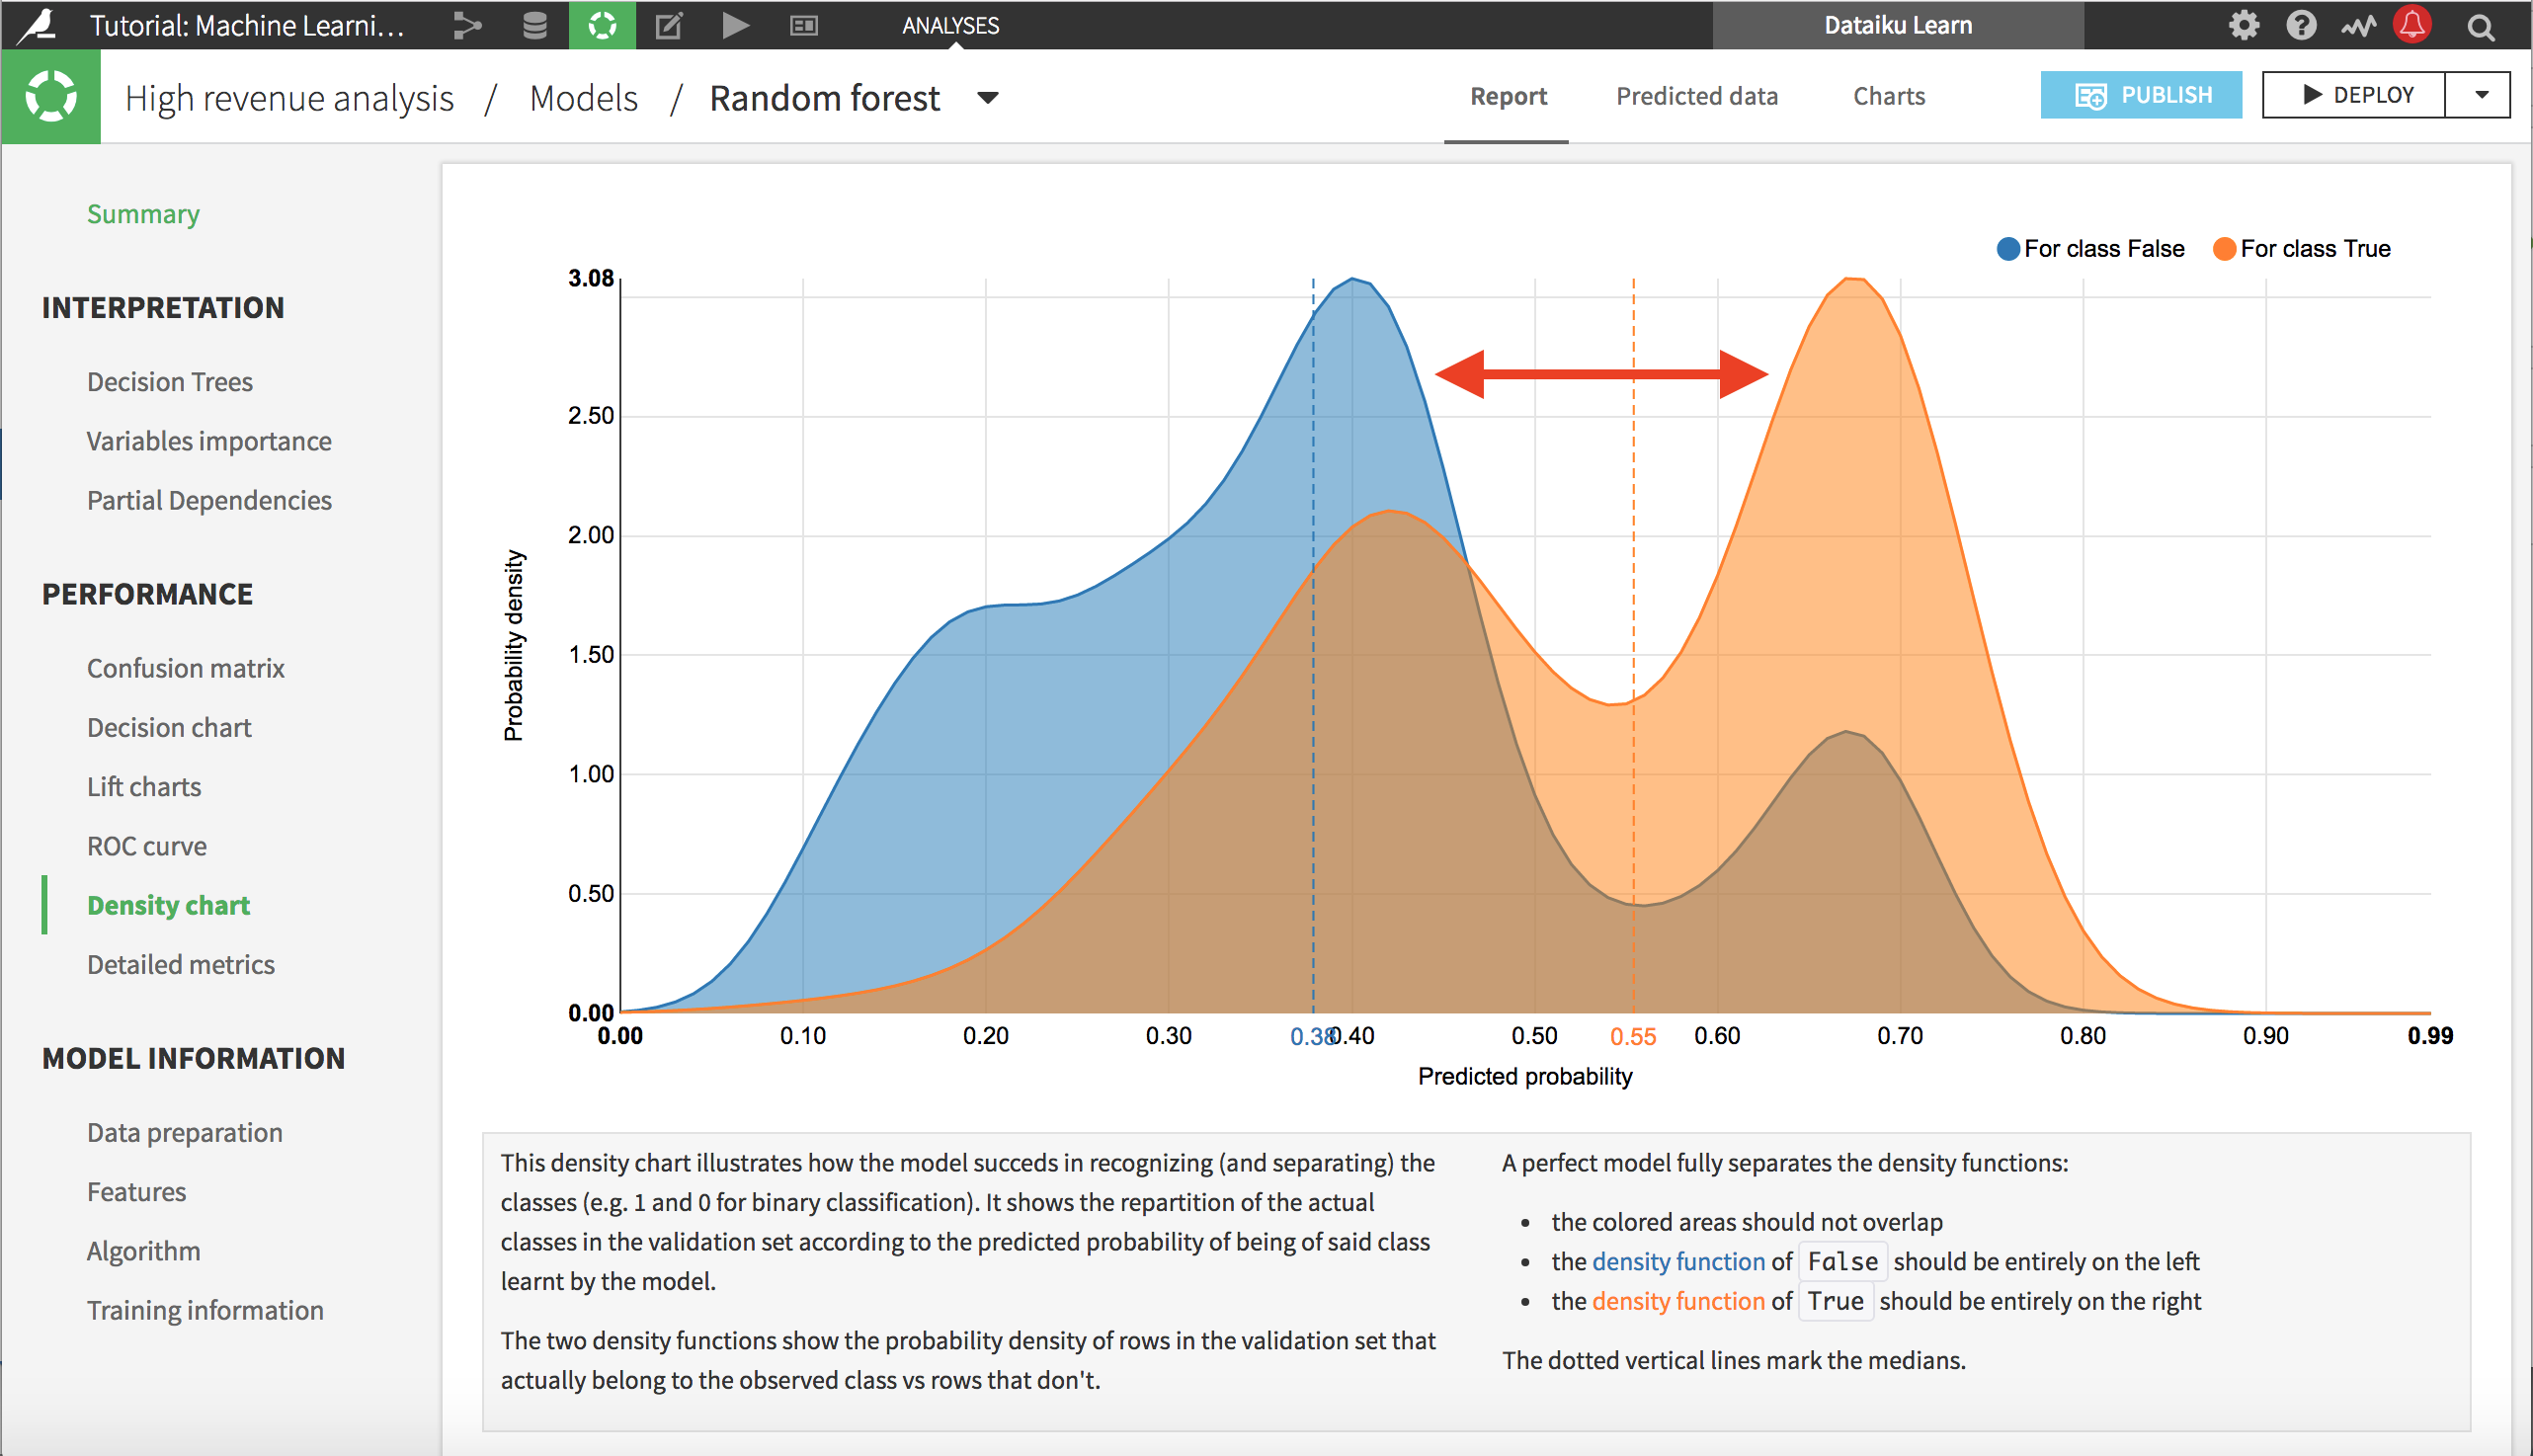 Tutorial: Machine Learni...
ANALYSES
Dataiku Learn
High revenue analysis / Models / Random forest
Report
Predicted data
Charts
PUBLISH
DEPLOY
Summary
INTERPRETATION
Decision Trees
Variables importance
Partial Dependencies
PERFORMANCE
Confusion matrix
Decision chart
Lift charts
ROC curve
Density chart
Detailed metrics
MODEL INFORMATION
Data preparation
Features
Algorithm
Training information
For class False
For class True
3.08
2.50
2.00
1.50
1.00
0.50
0.00
Probability density
0.00 0.10 0.20 0.30 0.38 0.40 0.50 0.55 0.60 0.70 0.80 0.90 0.99
Predicted probability
This density chart illustrates how the model succeds in recognizing (and separating) the
classes (e.g. 1 and 0 for binary classification). It shows the repartition of the actual
classes in the validation set according to the predicted probability of being of said class
learnt by the model.
The two density functions show the probability density of rows in the validation set that
actually belong to the observed class vs rows that don't.
A perfect model fully separates the density functions:
• the colored areas should not overlap
• the density function of False should be entirely on the left
• the density function of True should be entirely on the right
The dotted vertical lines mark the medians.